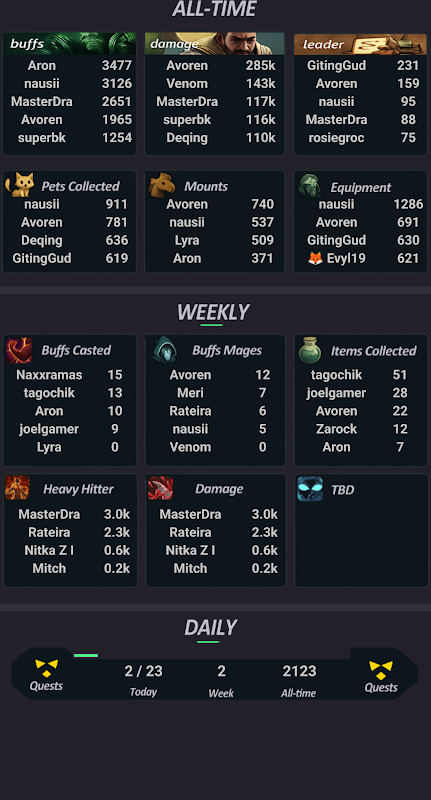 ALL-TIME
buffs
Aron 3477
nausii 3126
MasterDra 2651
Avoren 1965
superbk 1254
damage
Avoren 285k
Venom 143k
MasterDra 117k
superbk 116k
Deqing 110k
leader
GitingGud 231
Avoren 159
nausii 95
MasterDra 88
rosiegroc 75
Pets Collected
nausii 911
Avoren 781
Deqing 636
GitingGud 619
Mounts
Avoren 740
nausii 537
Lyra 509
Aron 371
Equipment
nausii 1286
Avoren 691
GitingGud 630
🦊 Evyl19 621
WEEKLY
Buffs Casted
Naxxramas 15
tagochik 13
Aron 10
joelgamer 9
Lyra 0
Buffs Mages
Avoren 12
Meri 7
Rateira 6
nausii 5
Venom 0
Items Collected
tagochik 51
joelgamer 28
Avoren 22
Zarock 12
Aron 7
Heavy Hitter
MasterDra 3.0k
Rateira 2.3k
Nitka Z I 0.6k
Mitch 0.2k
Damage
MasterDra 3.0k
Rateira 2.3k
Nitka Z I 0.6k
Mitch 0.2k
TBD
DAILY
Quests
2 / 23
Today
2
Week
2123
All-time
Quests